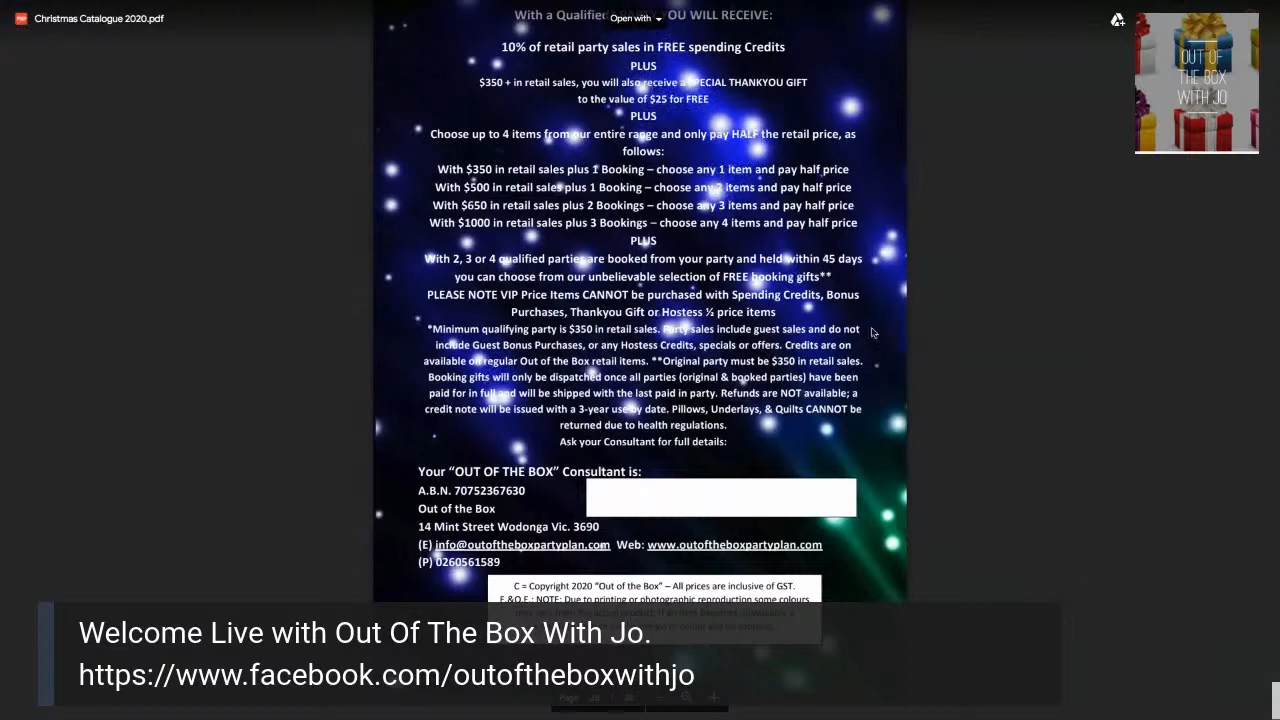 Christmas Catalogue 2020.pdf
Open with
With a Qualified PARTY YOU WILL RECEIVE:
10% of retail party sales in FREE spending Credits
PLUS
$350 + in retail sales, you will also receive a SPECIAL THANKYOU GIFT
to the value of $25 for FREE
PLUS
Choose up to 4 items from our entire range and only pay HALF the retail price, as
follows:
With $350 in retail sales plus 1 Booking – choose any 1 item and pay half price
With $500 in retail sales plus 1 Booking – choose any 2 items and pay half price
With $650 in retail sales plus 2 Bookings – choose any 3 items and pay half price
With $1000 in retail sales plus 3 Bookings – choose any 4 items and pay half price
PLUS
With 2, 3 or 4 qualified parties are booked from your party and held within 45 days
you can choose from our unbelievable selection of FREE booking gifts**
PLEASE NOTE VIP Price Items CANNOT be purchased with Spending Credits, Bonus
Purchases, Thankyou Gift or Hostess ½ price items
*Minimum qualifying party is $350 in retail sales. Party sales include guest sales and do not
include Guest Bonus Purchases, or any Hostess Credits, specials or offers. Credits are on
available on regular Out of the Box retail items. **Original party must be $350 in retail sales.
Booking gifts will only be dispatched once all parties (original & booked parties) have been
paid for in full and will be shipped with the last paid in party. Refunds are NOT available; a
credit note will be issued with a 3-year use by date. Pillows, Underlays, & Quilts CANNOT be
returned due to health regulations.
Ask your Consultant for full details:
Your “OUT OF THE BOX” Consultant is:
A.B.N. 70752367630
Out of the Box
14 Mint Street Wodonga Vic. 3690
(E) info@outoftheboxpartyplan.com Web: www.outoftheboxpartyplan.com
(P) 0260561589
C = Copyright 2020 “Out of the Box” – All prices are inclusive of GST.
E.&O.E.: NOTE: Due to printing or photographic reproduction some colours
Welcome Live with Out Of The Box With Jo.
https://www.facebook.com/outoftheboxwithjo
Page
OUT OF
THE BOX
WITH JO